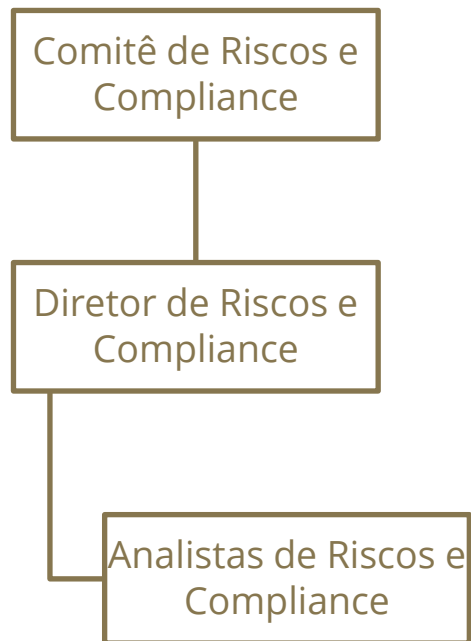 Comitê de Riscos e
Compliance
Diretor de Riscos e
Compliance
Analistas de Riscos e
Compliance